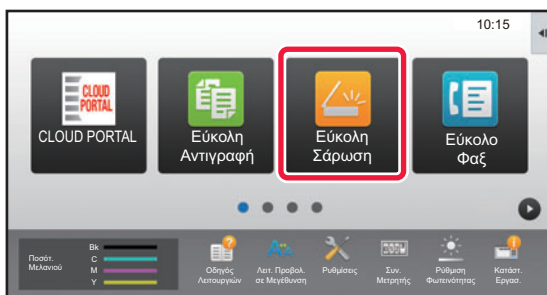 10:15
CLOUD
PORTAL
CLOUD PORTAL
Εύκολη
Αντιγραφή
Εύκολη
Σάρωση
Εύκολο
Φαξ
Ποσότ.
Μελανιού
Bk
C
M
Y
Οδηγός
Λειτουργιών
Λετ. Προβολ.
σε Μεγέθυνση
Ρυθμίσεις
Συν.
Μετρητής
Ρύθμιση
Φωτεινότητας
Κατάστ.
Εργασ.